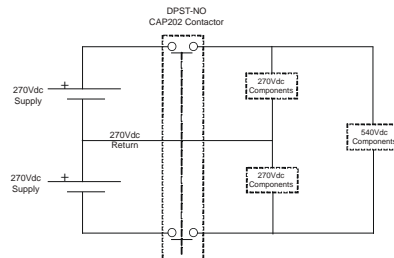 DPST-NO
CAP202 Contactor
+
270Vdc
Supply
270Vdc
Components
270Vdc
Return
540Vdc
Components
+
270Vdc
Supply
270Vdc
Components